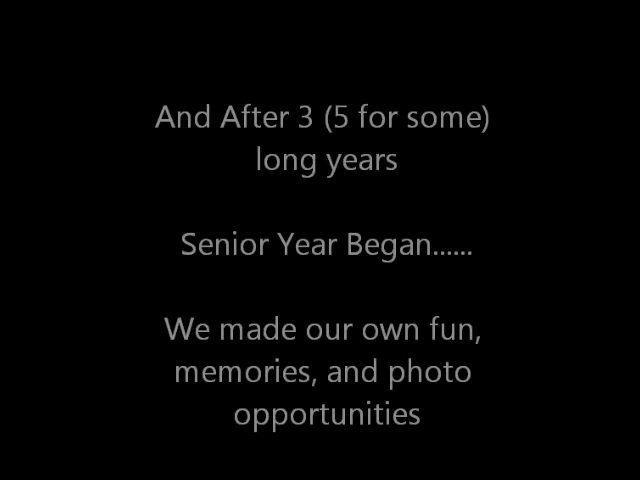 And After 3 (5 for some)
long years
Senior Year Began......
We made our own fun,
memories, and photo
opportunities